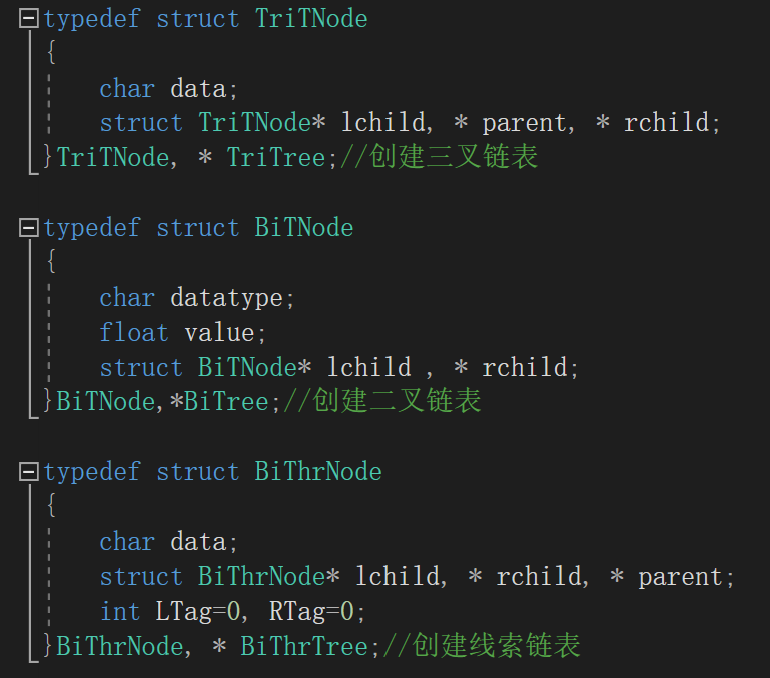 typedef struct TriTNode
{
char data;
struct TriTNode* lchild, * parent, * rchild;
}TriTNode, * TriTree;//创建三叉链表
typedef struct BiTNode
{
char datatype;
float value;
struct BiTNode* lchild , * rchild;
}BiTNode,*BiTree;//创建二叉链表
typedef struct BiThrNode
{
char data;
struct BiThrNode* lchild, * rchild, * parent;
int LTag=0, RTag=0;
}BiThrNode, * BiThrTree;//创建线索链表